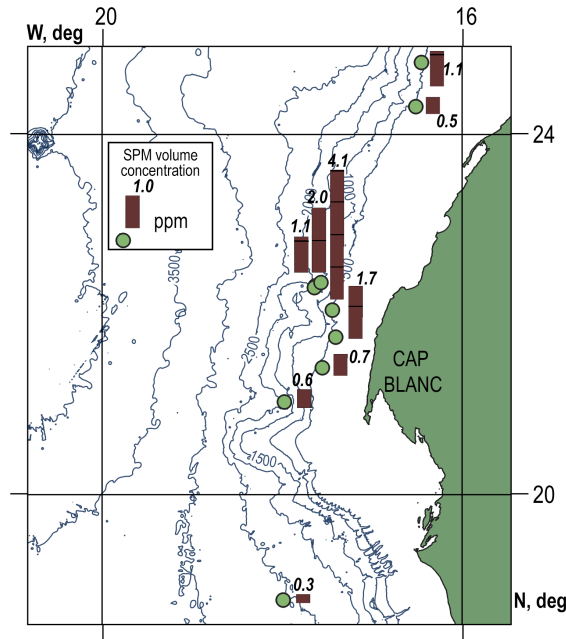 20
16
W, deg
1.1
0.5
24
SPM volume
concentration
1.0
ppm
4.1
2.0
1.1
3500
1.7
2500
CAP
BLANC
0.7
0.6
1500
20
0.3
N, deg